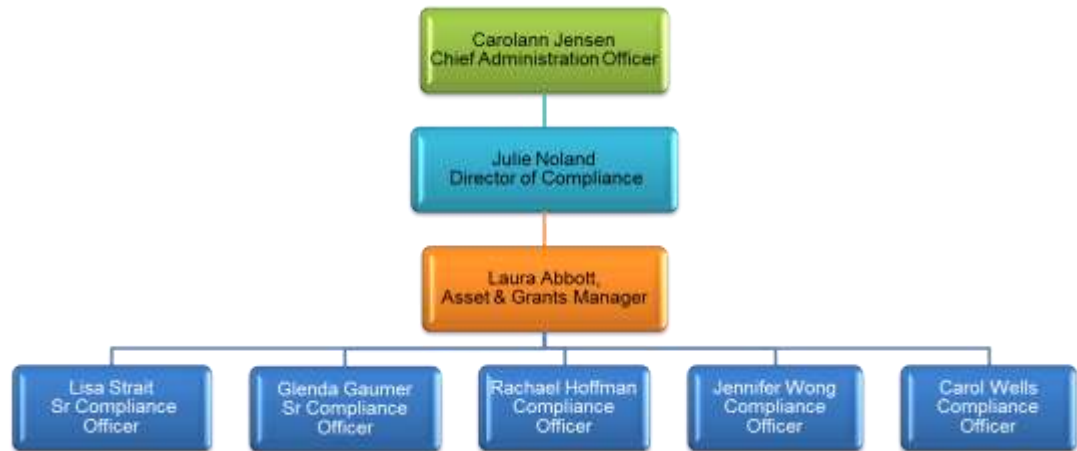 Carolann Jensen
Chief Administration Officer
Julie Noland
Director of Compliance
Laura Abbott,
Asset & Grants Manager
Lisa Strait
Sr Compliance
Officer
Glenda Gaumer
Sr Compliance
Officer
Rachael Hoffman
Compliance
Officer
Jennifer Wong
Compliance
Officer
Carol Wells
Compliance
Officer